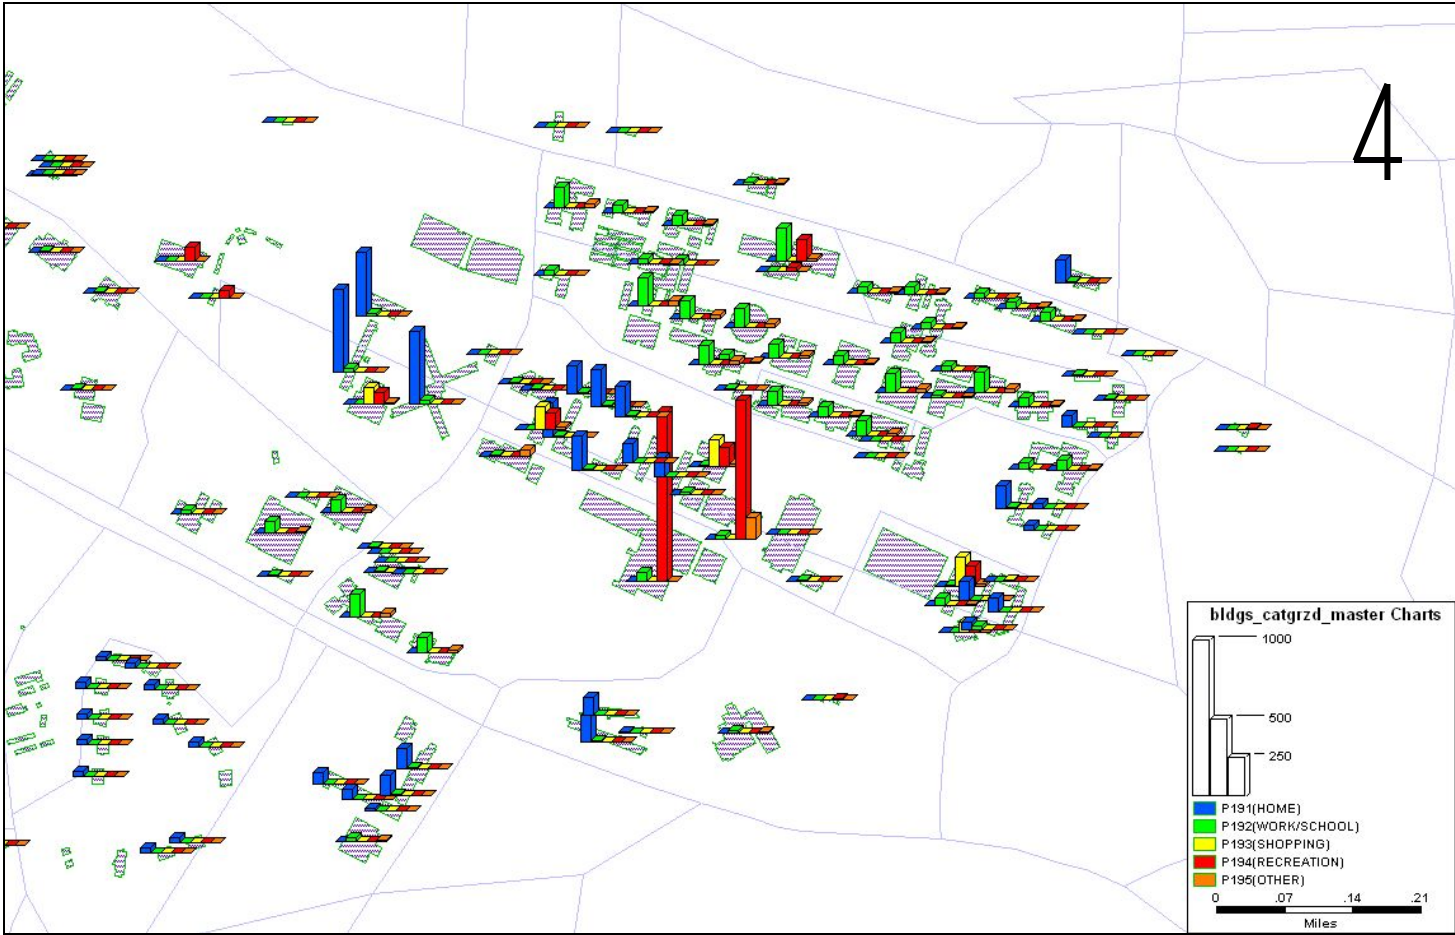 4
bldgs_catgrzd_master Charts
1000
500
250
P191(HOME)
P192(WORK/SCHOOL)
P193(SHOPPING)
P194(RECREATION)
P195(OTHER)
0 .07 .14 .21
Miles